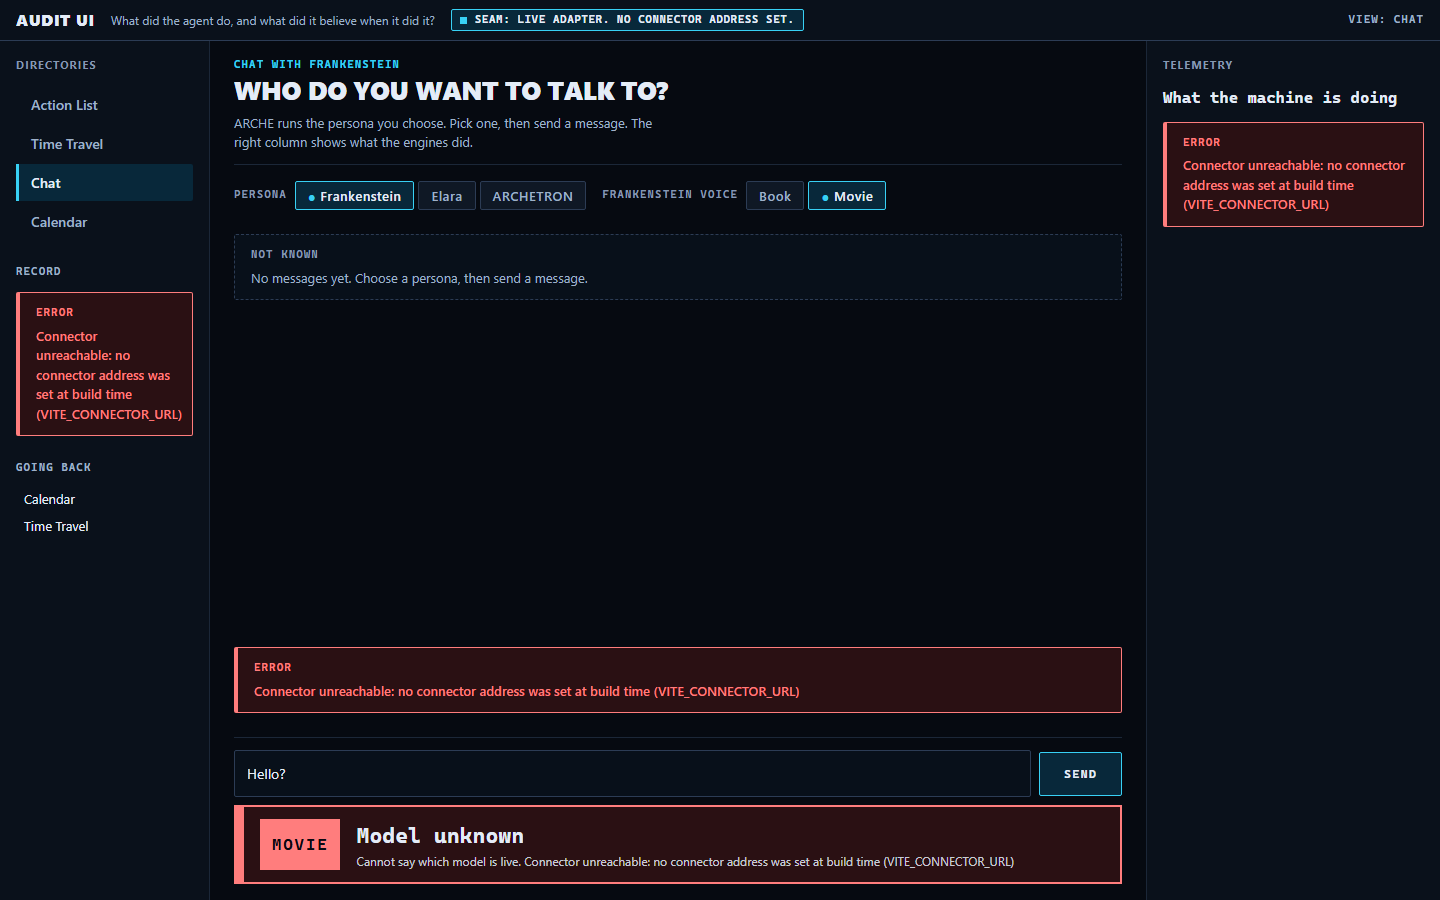 AUDIT UI
What did the agent do, and what did it believe when it did it?
SEAM: LIVE ADAPTER. NO CONNECTOR ADDRESS SET.
VIEW: CHAT
DIRECTORIES
Action List
Time Travel
Chat
Calendar
RECORD
ERROR
Connector
unreachable: no
connector address was
set at build time
(VITE_CONNECTOR_URL)
GOING BACK
Calendar
Time Travel
CHAT WITH FRANKENSTEIN
WHO DO YOU WANT TO TALK TO?
ARCHE runs the persona you choose. Pick one, then send a message. The
right column shows what the engines did.
PERSONA
Frankenstein
Elara
ARCHETRON
FRANKENSTEIN VOICE
Book
Movie
NOT KNOWN
No messages yet. Choose a persona, then send a message.
ERROR
Connector unreachable: no connector address was set at build time (VITE_CONNECTOR_URL)
Hello?
SEND
MOVIE
Model unknown
Cannot say which model is live. Connector unreachable: no connector address was set at build time (VITE_CONNECTOR_URL)
TELEMETRY
What the machine is doing
ERROR
Connector unreachable: no connector
address was set at build time
(VITE_CONNECTOR_URL)